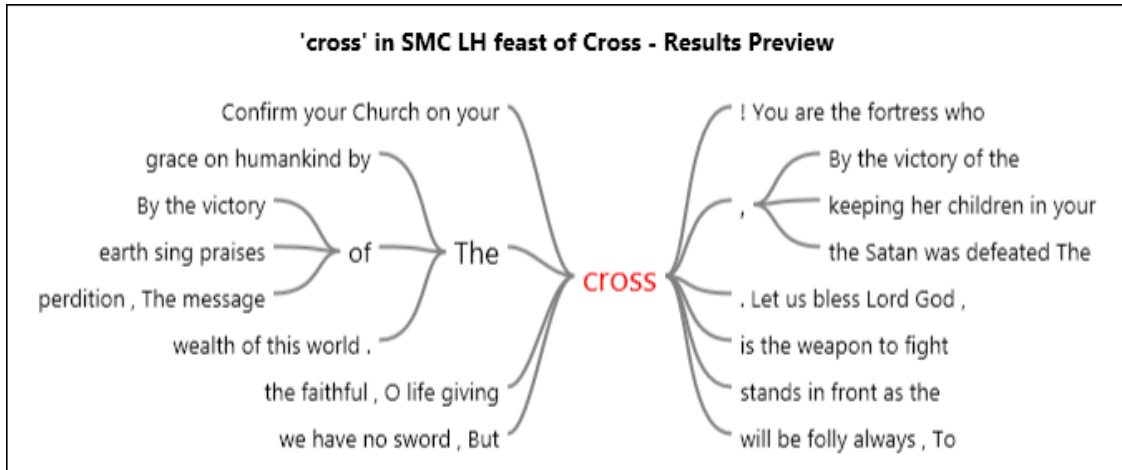 'cross' in SMC LH feast of Cross - Results Preview
Confirm your Church on your
grace on humankind by
By the victory
earth sing praises
perdition , The message
of
The
wealth of this world .
the faithful , O life giving
we have no sword , But
cross
! You are the fortress who
,
By the victory of the
keeping her children in your
the Satan was defeated The
. Let us bless Lord God ,
is the weapon to fight
stands in front as the
will be folly always , To